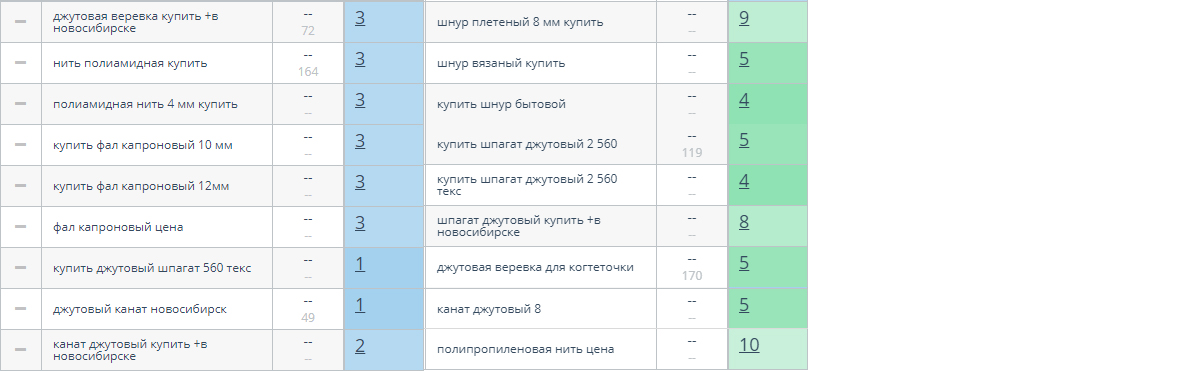 джутовая веревка купить +в
новосибирске
--
72
3
нить полиамидная купить
--
164
3
полиамидная нить 4 мм купить
--
--
3
купить фал капроновый 10 мм
--
--
3
купить фал капроновый 12мм
--
--
3
фал капроновый цена
--
--
3
купить джутовый шпагат 560 текс
--
--
1
джутовый канат новосибирск
--
49
1
канат джутовый купить +в
новосибирске
--
--
2
шнур плетеный 8 мм купить
--
--
9
шнур вязаный купить
--
--
5
купить шнур бытовой
--
--
4
купить шпагат джутовый 2 560
--
119
5
купить шпагат джутовый 2 560
текс
--
--
4
шпагат джутовый купить +в
новосибирске
--
--
8
джутовая веревка для когтеточки
--
170
5
канат джутовый 8
--
--
5
полипропиленовая нить цена
--
--
10